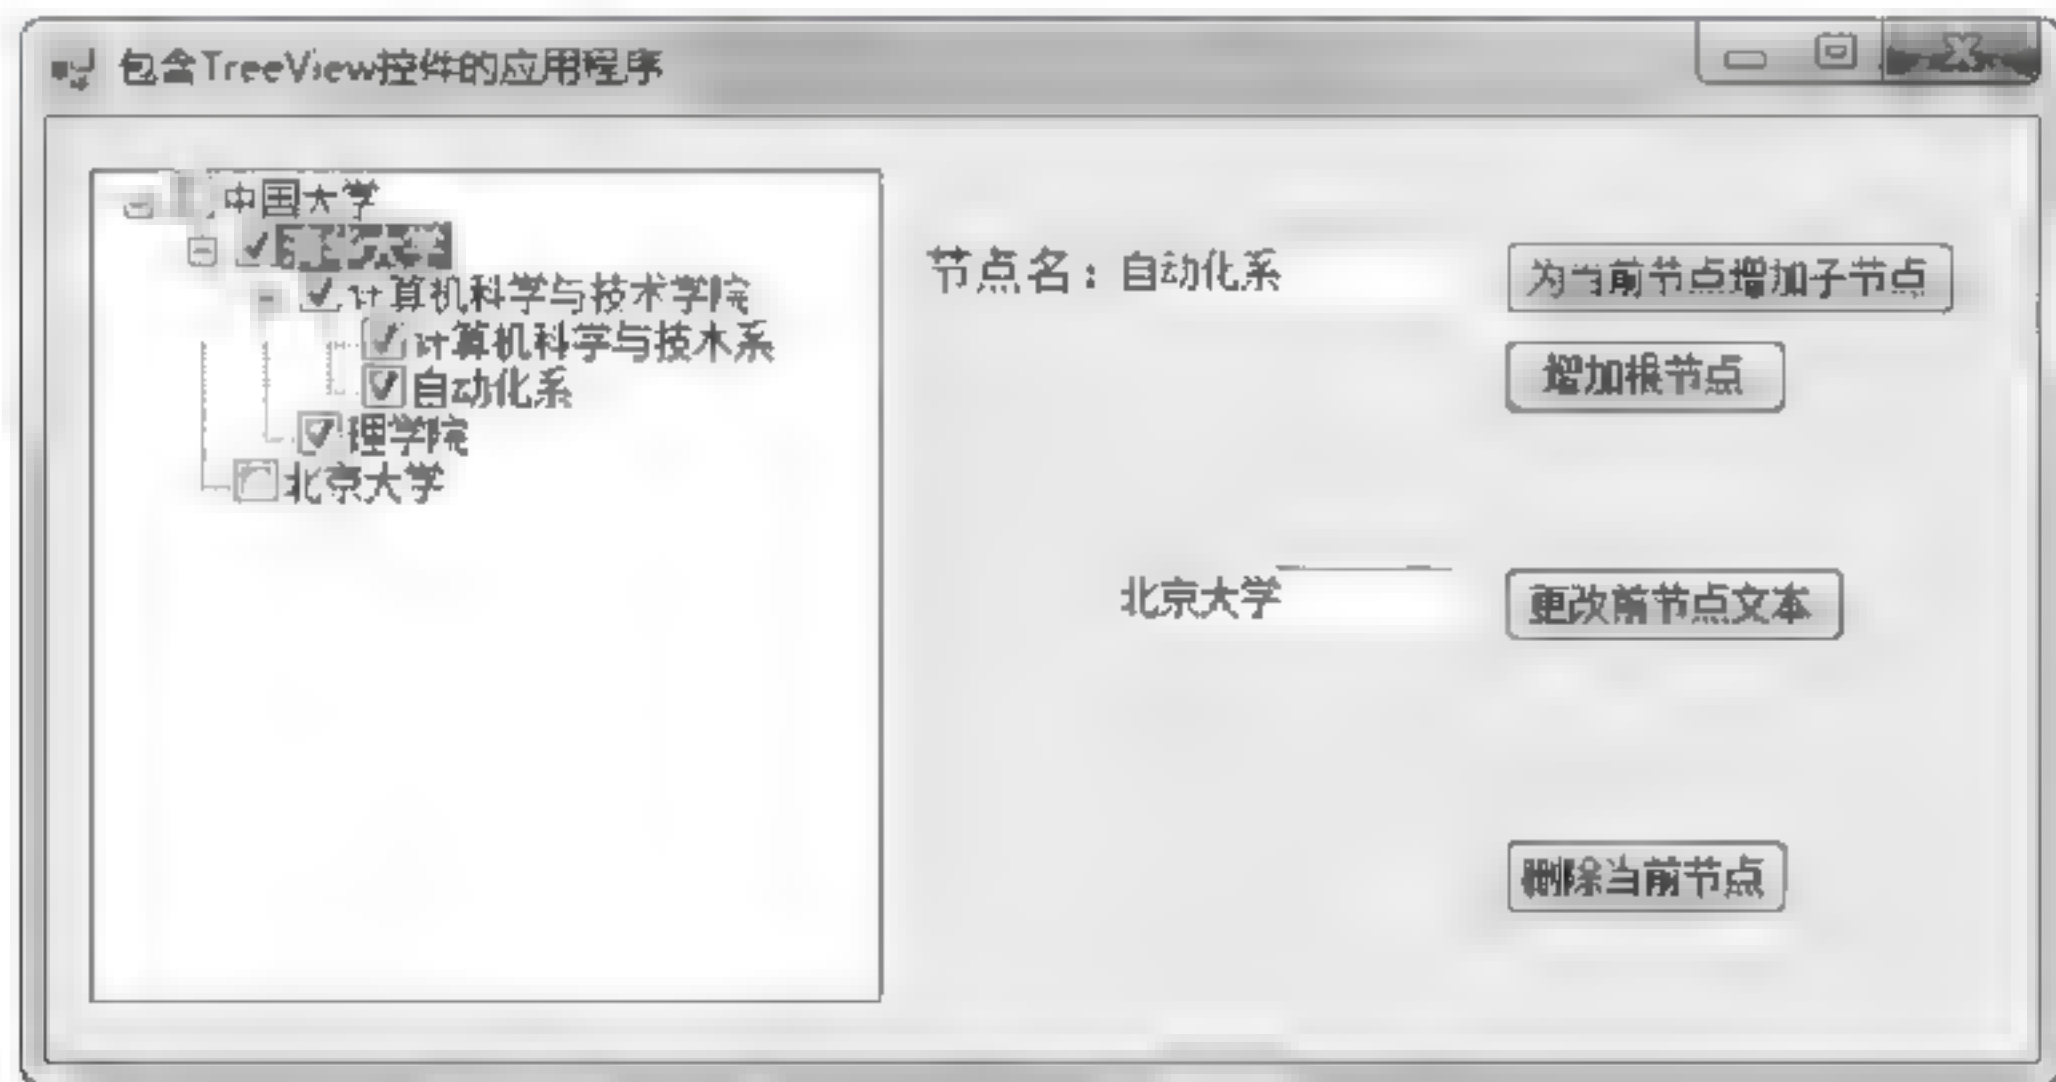 包含TreeView控件的应用程序
中国大学
清华大学
计算机科学与技术学院
计算机科学与技术系
自动化系
理学院
北京大学
节点名：自动化系
为当前节点增加子节点
增加根节点
北京大学
更改前节点文本
删除当前节点